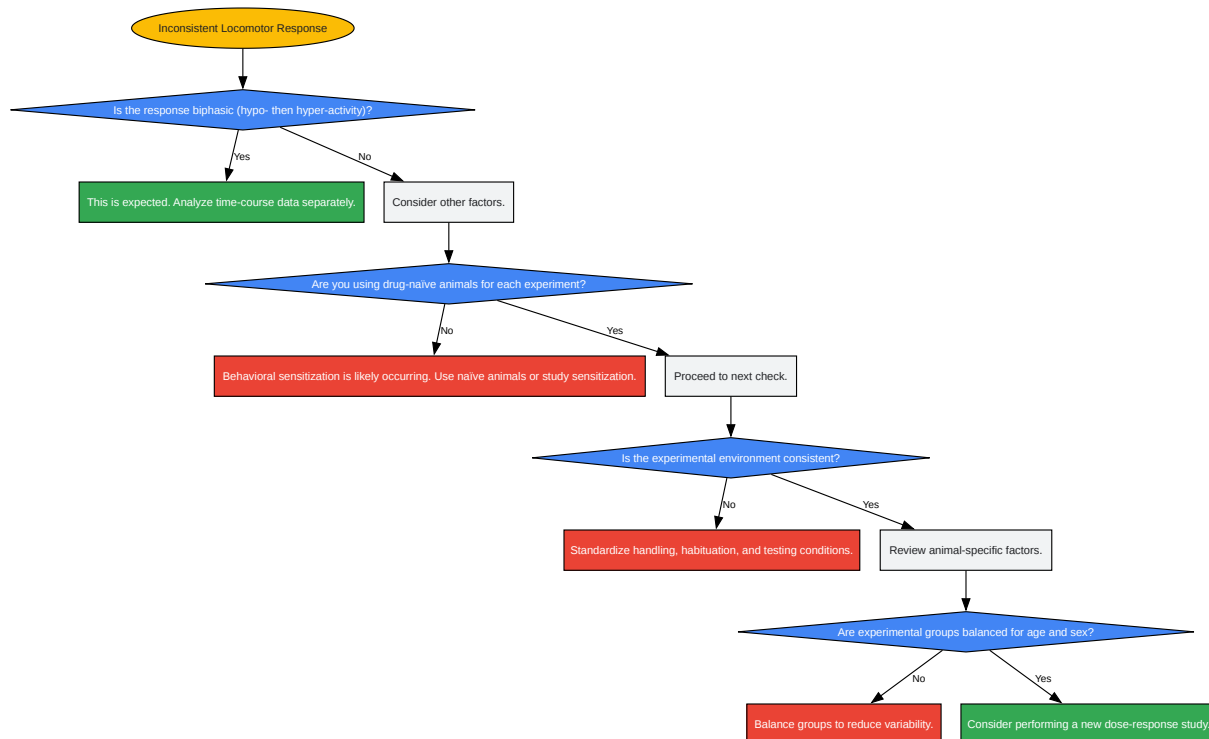 Inconsistent Locomotor Response
Is the response biphasic (hypo- then hyper-activity)?
Yes
No
This is expected. Analyze time-course data separately.
Consider other factors.
Are you using drug-naïve animals for each experiment?
No
Yes
Behavioral sensitization is likely occurring. Use naïve animals or study sensitization.
Proceed to next check.
Is the experimental environment consistent?
No
Yes
Standardize handling, habituation, and testing conditions.
Review animal-specific factors.
Are experimental groups balanced for age and sex?
No
Yes
Balance groups to reduce variability.
Consider performing a new dose-response study.